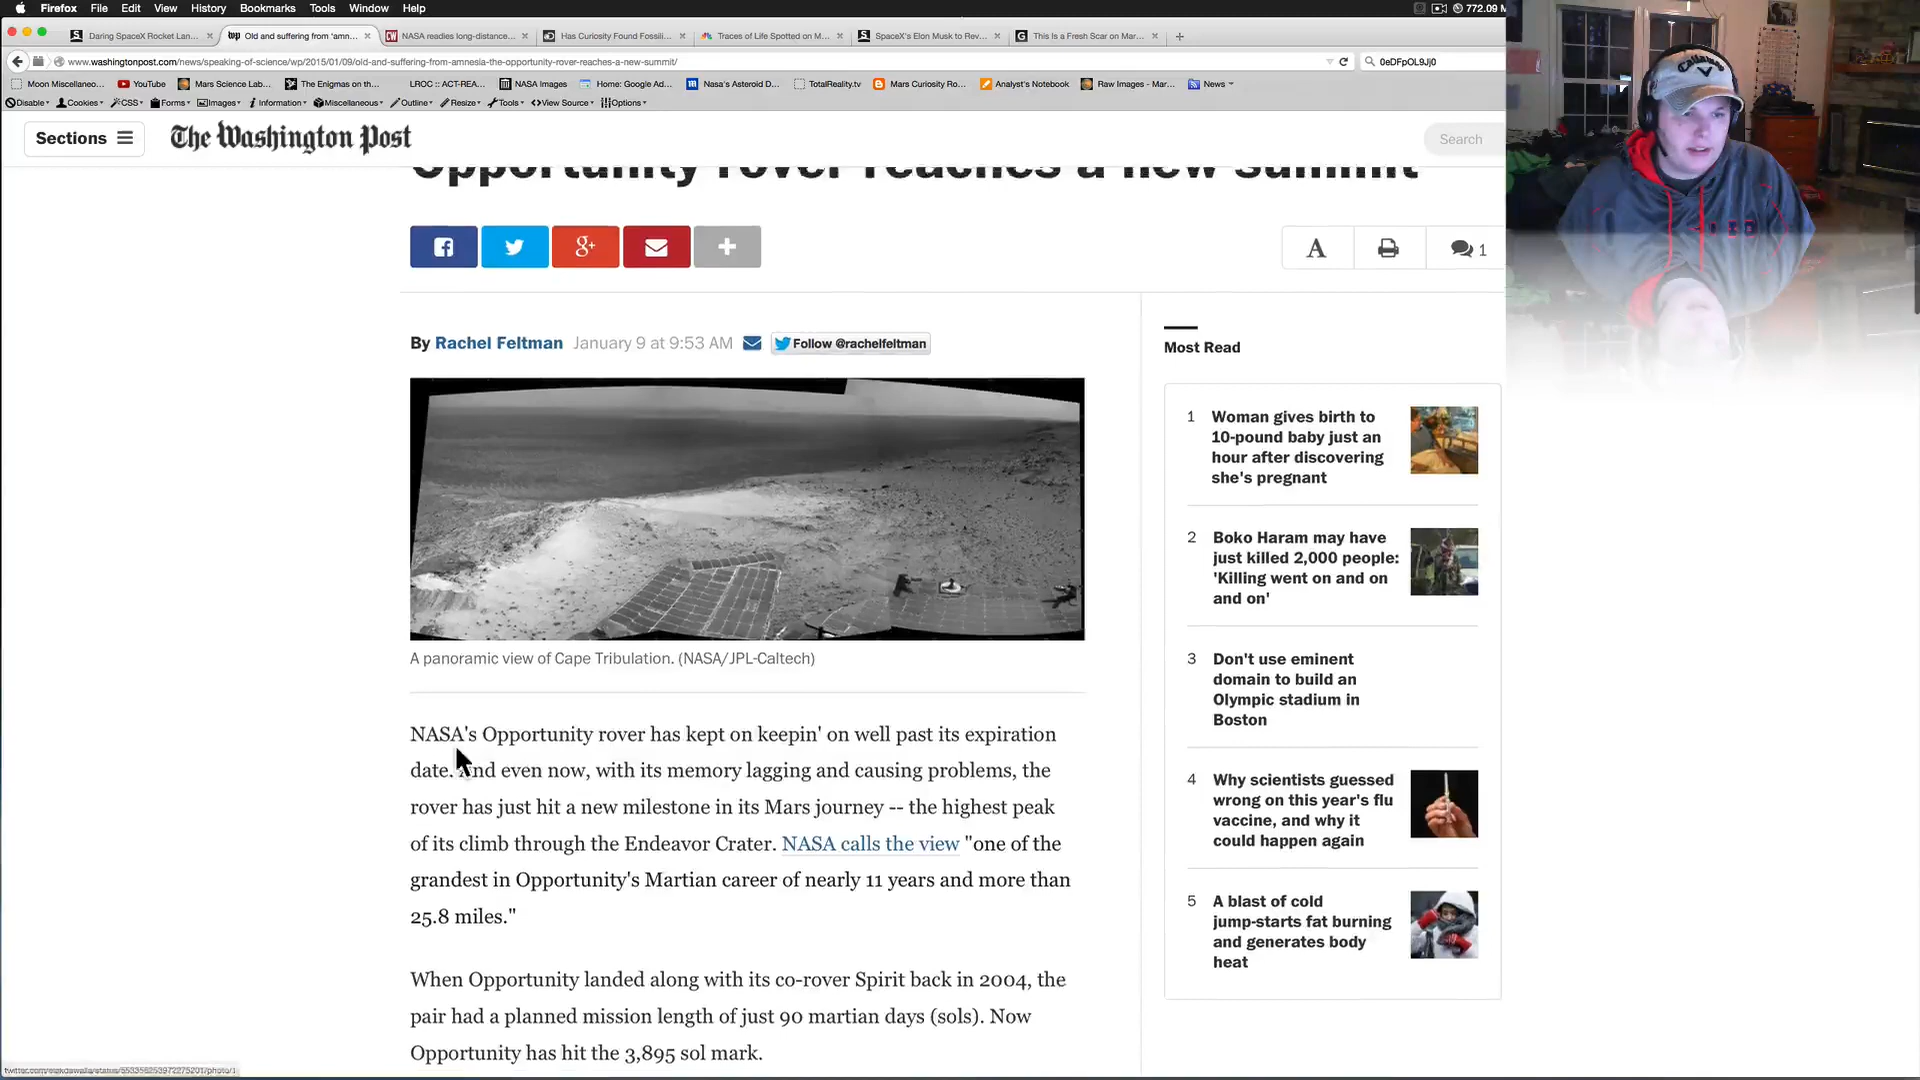 Firefox File Edit View History Bookmarks Tools Window Help 772.09 M
Daring SpaceX Rocket Lan... Old and suffering from 'amn... NASA readies long-distance... Has Curiosity Found Fossili... Traces of Life Spotted on M... SpaceX's Elon Musk to Rev... This Is a Fresh Scar on Mar...
www.washingtonpost.com/news/speaking-of-science/wp/2015/01/09/old-and-suffering-from-amnesia-the-opportunity-rover-reaches-a-new-summit/ 0eDFpOL9Jj0
Moon Miscellaneo... YouTube Mars Science Lab... The Enigmas on th... LROC :: ACT-REA... NASA Images Home: Google Ad... Nasa's Asteroid D... TotalReality.tv Mars Curiosity Ro... Analyst's Notebook Raw Images - Mar... News
Disable Cookies CSS Forms Images Information Miscellaneous Outline Resize Tools View Source Options
Sections The Washington Post Search
Opportunity rover reaches a new summit
A 1
By Rachel Feltman January 9 at 9:53 AM Follow @rachelfeltman
Most Read
1 Woman gives birth to
10-pound baby just an
hour after discovering
she's pregnant
2 Boko Haram may have
just killed 2,000 people:
'Killing went on and on
and on'
3 Don't use eminent
domain to build an
Olympic stadium in
Boston
4 Why scientists guessed
wrong on this year's flu
vaccine, and why it
could happen again
5 A blast of cold
jump-starts fat burning
and generates body
heat
A panoramic view of Cape Tribulation. (NASA/JPL-Caltech)
NASA's Opportunity rover has kept on keepin' on well past its expiration
date. And even now, with its memory lagging and causing problems, the
rover has just hit a new milestone in its Mars journey -- the highest peak
of its climb through the Endeavor Crater. NASA calls the view "one of the
grandest in Opportunity's Martian career of nearly 11 years and more than
25.8 miles."
When Opportunity landed along with its co-rover Spirit back in 2004, the
pair had a planned mission length of just 90 martian days (sols). Now
Opportunity has hit the 3,895 sol mark.